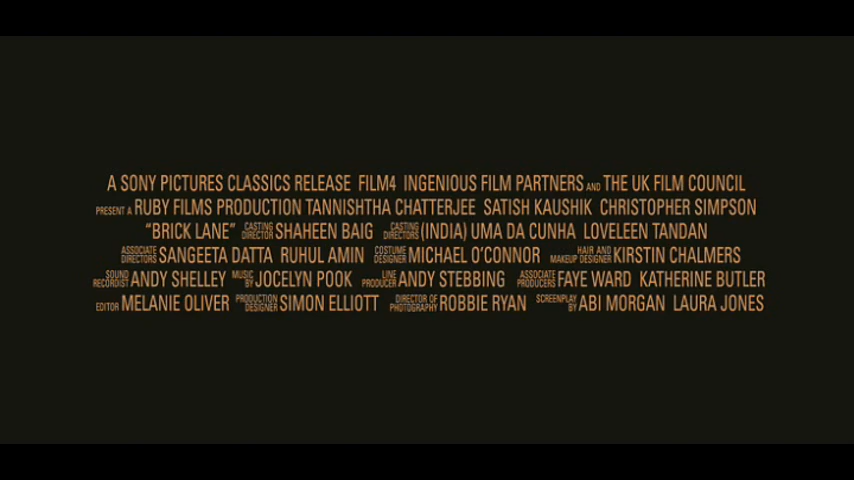 A SONY PICTURES CLASSICS RELEASE FILM4 INGENIOUS FILM PARTNERS AND THE UK FILM COUNCIL
PRESENT A RUBY FILMS PRODUCTION TANNISHTHA CHATTERJEE SATISH KAUSHIK CHRISTOPHER SIMPSON
"BRICK LANE" CASTING DIRECTOR SHAHEEN BAIG CASTING DIRECTORS (INDIA) UMA DA CUNHA LOVELEEN TANDAN
ASSOCIATE DIRECTORS SANGEETA DATTA RUHUL AMIN COSTUME DESIGNER MICHAEL O'CONNOR HAIR AND MAKEUP DESIGNER KIRSTIN CHALMERS
SOUND RECORDIST ANDY SHELLEY MUSIC BY JOCELYN POOK LINE PRODUCER ANDY STEBBING ASSOCIATE PRODUCERS FAYE WARD KATHERINE BUTLER
EDITOR MELANIE OLIVER PRODUCTION DESIGNER SIMON ELLIOTT DIRECTOR OF PHOTOGRAPHY ROBBIE RYAN SCREENPLAY BY ABI MORGAN LAURA JONES